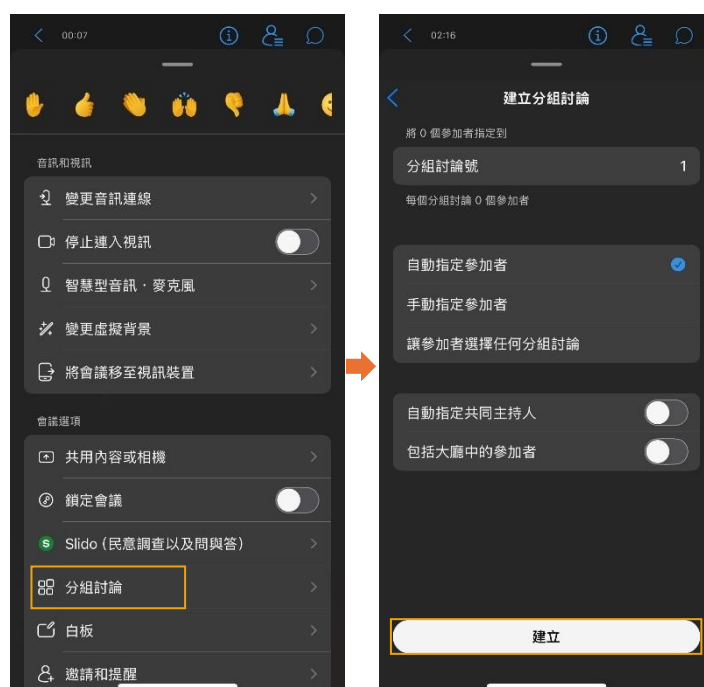 00:07
音訊和視訊
變更音訊連線
停止連入視訊
智慧型音訊 · 麥克風
變更虛擬背景
將會議移至視訊裝置
會議選項
共用內容或相機
鎖定會議
S Slido (民意調查以及問與答)
分組討論
白板
邀請和提醒
02:16
建立分組討論
將 0 個參加者指定到
分組討論號 1
每個分組討論 0 個參加者
自動指定參加者
手動指定參加者
讓參加者選擇任何分組討論
自動指定共同主持人
包括大廳中的參加者
建立